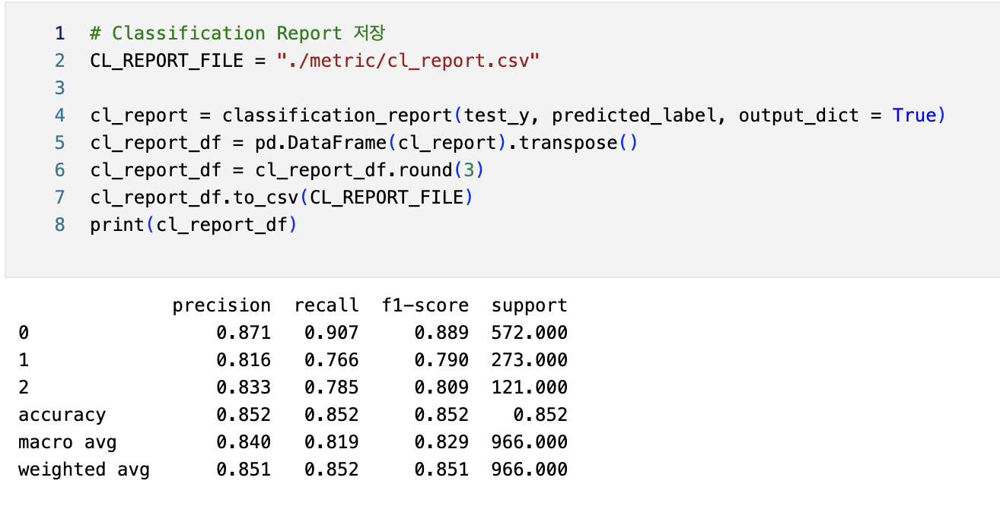 1 # Classification Report 저장
2 CL_REPORT_FILE = "./metric/cl_report.csv"
3
4 cl_report = classification_report(test_y, predicted_label, output_dict = True)
5 cl_report_df = pd.DataFrame(cl_report).transpose()
6 cl_report_df = cl_report_df.round(3)
7 cl_report_df.to_csv(CL_REPORT_FILE)
8 print(cl_report_df)
precision recall f1-score support
0 0.871 0.907 0.889 572.000
1 0.816 0.766 0.790 273.000
2 0.833 0.785 0.809 121.000
accuracy 0.852 0.852 0.852 0.852
macro avg 0.840 0.819 0.829 966.000
weighted avg 0.851 0.852 0.851 966.000